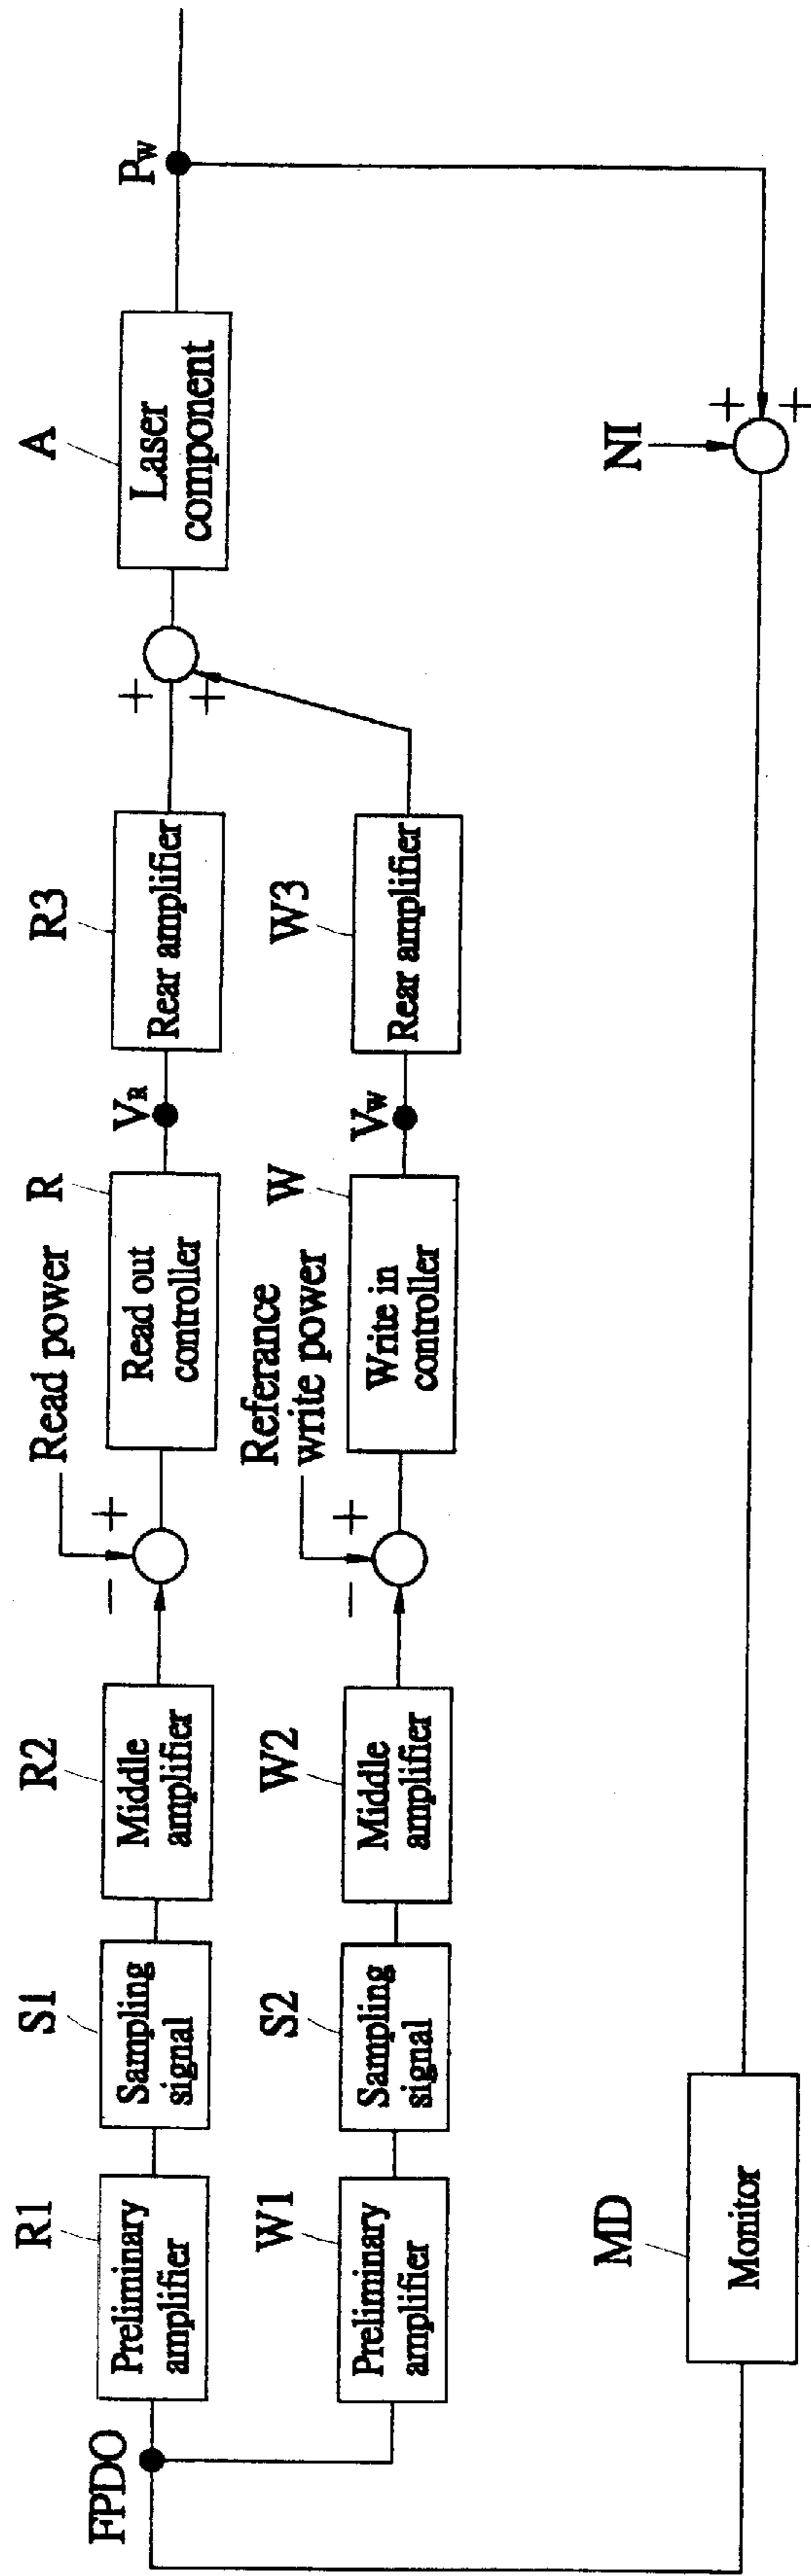 FPDO
R1
Preliminary
amplifier
S1
Sampling
signal
R2
Middle
amplifier
−
+
Read power
R
Read out
controller
VR
R3
Rear amplifier
+
+
A
Laser
component
PW
W1
Preliminary
amplifier
S2
Sampling
signal
W2
Middle
amplifier
−
+
Referance
write power
W
Write in
controller
VW
W3
Rear amplifier
MD
Monitor
NI
+
+